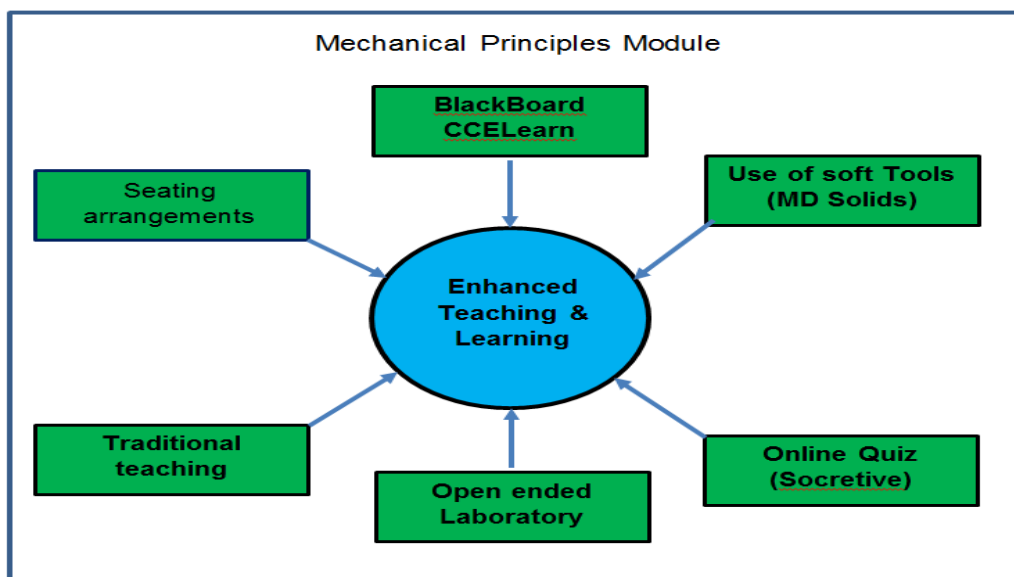 Mechanical Principles Module
BlackBoard
CCELearn
Seating
arrangements
Use of soft Tools
(MD Solids)
Enhanced
Teaching &
Learning
Traditional
teaching
Open ended
Laboratory
Online Quiz
(Socretive)